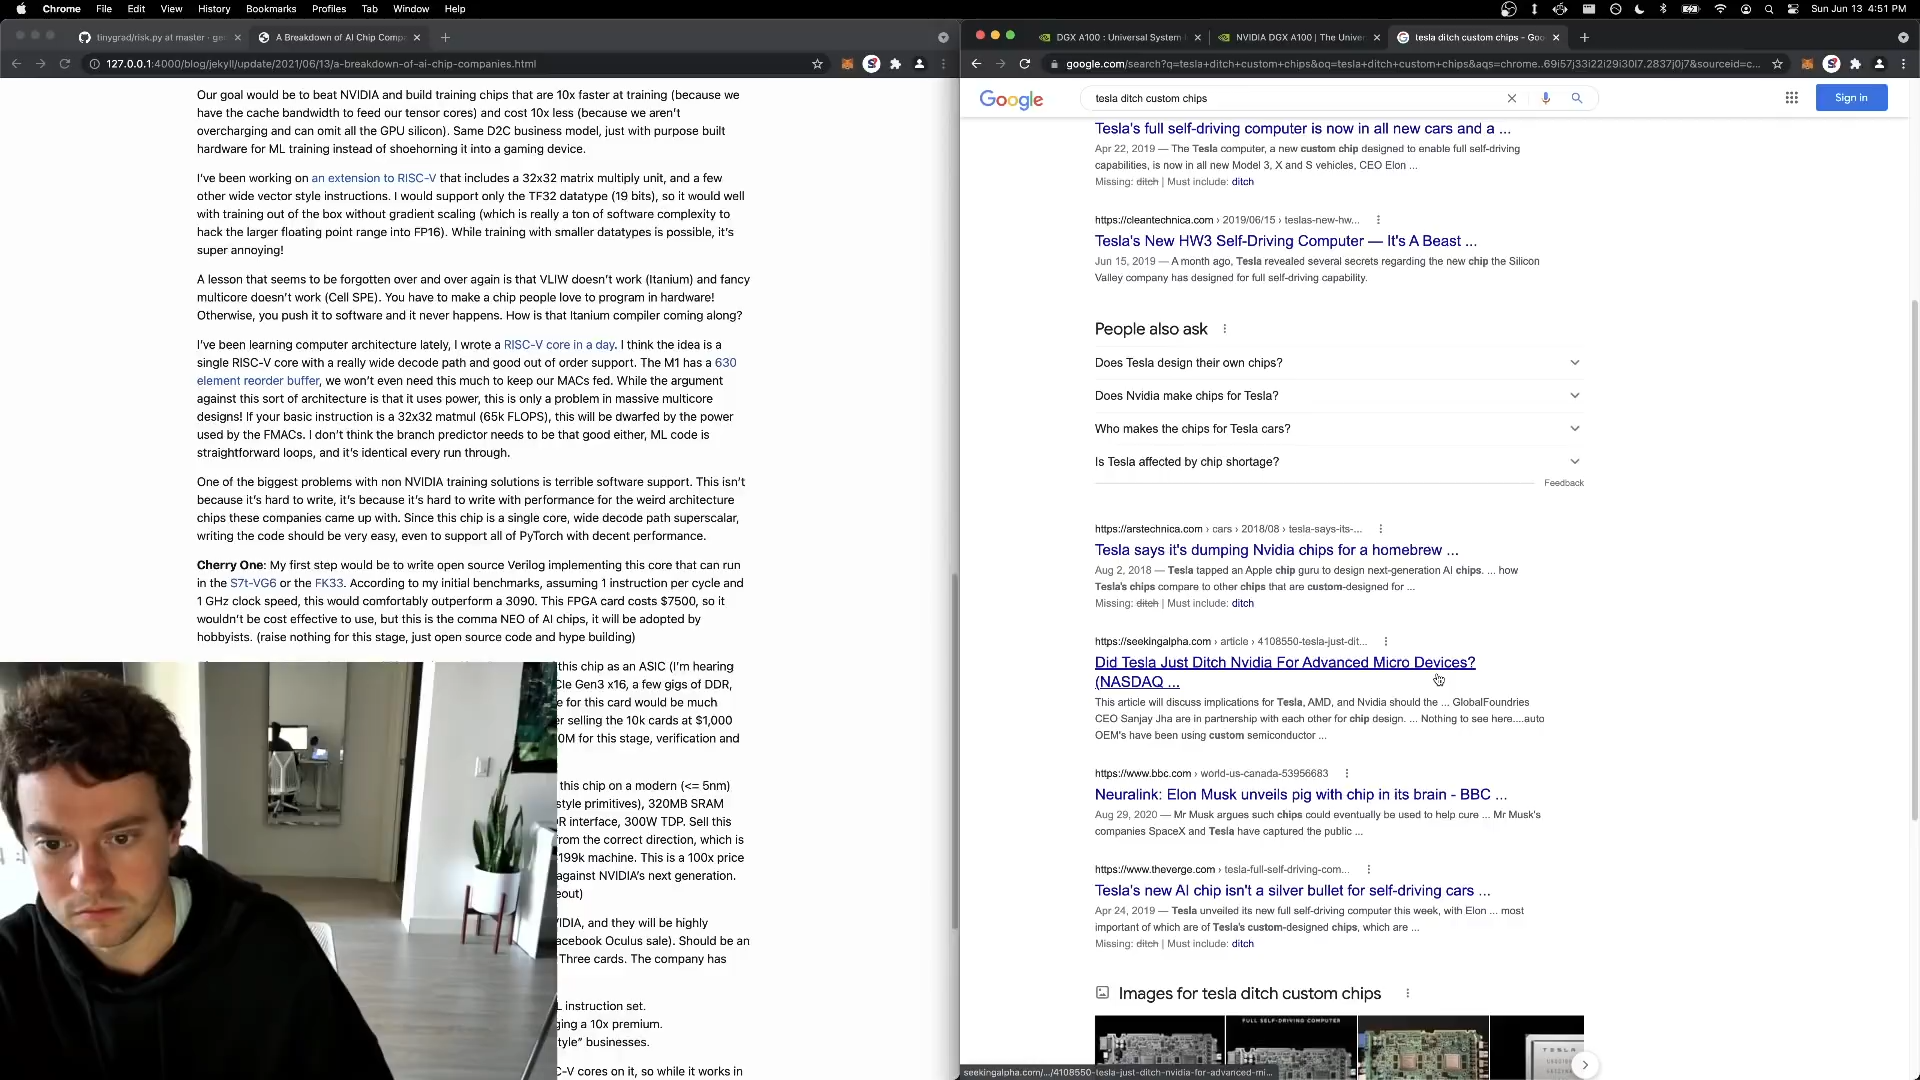 Chrome File Edit View History Bookmarks Profiles Tab Window Help
Sun Jun 13 4:51 PM
tinygrad/risk.py at master · geo
A Breakdown of AI Chip Comp
127.0.0.1:4000/blog/jekyll/update/2021/06/13/a-breakdown-of-ai-chip-companies.html
Our goal would be to beat NVIDIA and build training chips that are 10x faster at training (because we
have the cache bandwidth to feed our tensor cores) and cost 10x less (because we aren't
overcharging and can omit all the GPU silicon). Same D2C business model, just with purpose built
hardware for ML training instead of shoehorning it into a gaming device.
I've been working on an extension to RISC-V that includes a 32x32 matrix multiply unit, and a few
other wide vector style instructions. I would support only the TF32 datatype (19 bits), so it would well
with training out of the box without gradient scaling (which is really a ton of software complexity to
hack the larger floating point range into FP16). While training with smaller datatypes is possible, it's
super annoying!
A lesson that seems to be forgotten over and over again is that VLIW doesn't work (Itanium) and fancy
multicore doesn't work (Cell SPE). You have to make a chip people love to program in hardware!
Otherwise, you push it to software and it never happens. How is that Itanium compiler coming along?
I've been learning computer architecture lately, I wrote a RISC-V core in a day. I think the idea is a
single RISC-V core with a really wide decode path and good out of order support. The M1 has a 630
element reorder buffer, we won't even need this much to keep our MACs fed. While the argument
against this sort of architecture is that it uses power, this is only a problem in massive multicore
designs! If your basic instruction is a 32x32 matmul (65k FLOPS), this will be dwarfed by the power
used by the FMACs. I don't think the branch predictor needs to be that good either, ML code is
straightforward loops, and it's identical every run through.
One of the biggest problems with non NVIDIA training solutions is terrible software support. This isn't
because it's hard to write, it's because it's hard to write with performance for the weird architecture
chips these companies came up with. Since this chip is a single core, wide decode path superscalar,
writing the code should be very easy, even to support all of PyTorch with decent performance.
Cherry One: My first step would be to write open source Verilog implementing this core that can run
in the S7t-VG6 or the FK33. According to my initial benchmarks, assuming 1 instruction per cycle and
1 GHz clock speed, this would comfortably outperform a 3090. This FPGA card costs $7500, so it
wouldn't be cost effective to use, but this is the comma NEO of AI chips, it will be adopted by
hobbyists. (raise nothing for this stage, just open source code and hype building)
this chip as an ASIC (I'm hearing
CIe Gen3 x16, a few gigs of DDR,
e for this card would be much
r selling the 10k cards at $1,000
0M for this stage, verification and
this chip on a modern (<= 5nm)
style primitives), 320MB SRAM
R interface, 300W TDP. Sell this
from the correct direction, which is
199k machine. This is a 100x price
against NVIDIA's next generation.
eout)
IDIA, and they will be highly
acebook Oculus sale). Should be an
Three cards. The company has
L instruction set.
ging a 10x premium.
tyle" businesses.
C-V cores on it, so while it works in
DGX A100 : Universal System
NVIDIA DGX A100 | The Univer
tesla ditch custom chips - Goo
google.com/search?q=tesla+ditch+custom+chips&oq=tesla+ditch+custom+chips&aqs=chrome..69i57j33i22i29i30l7.2837j0j7&sourceid=c...
Google
tesla ditch custom chips
Sign in
Tesla's full self-driving computer is now in all new cars and a ...
Apr 22, 2019 — The Tesla computer, a new custom chip designed to enable full self-driving
capabilities, is now in all new Model 3, X and S vehicles, CEO Elon ...
Missing: ditch | Must include: ditch
https://cleantechnica.com › 2019/06/15 › teslas-new-hw...
Tesla's New HW3 Self-Driving Computer — It's A Beast ...
Jun 15, 2019 — A month ago, Tesla revealed several secrets regarding the new chip the Silicon
Valley company has designed for full self-driving capability.
People also ask
Does Tesla design their own chips?
Does Nvidia make chips for Tesla?
Who makes the chips for Tesla cars?
Is Tesla affected by chip shortage?
Feedback
https://arstechnica.com › cars › 2018/08 › tesla-says-its-...
Tesla says it's dumping Nvidia chips for a homebrew ...
Aug 2, 2018 — Tesla tapped an Apple chip guru to design next-generation AI chips. ... how
Tesla's chips compare to other chips that are custom-designed for ...
Missing: ditch | Must include: ditch
https://seekingalpha.com › article › 4108550-tesla-just-dit...
Did Tesla Just Ditch Nvidia For Advanced Micro Devices?
(NASDAQ ...
This article will discuss implications for Tesla, AMD, and Nvidia should the ... GlobalFoundries
CEO Sanjay Jha are in partnership with each other for chip design. ... Nothing to see here....auto
OEM's have been using custom semiconductor ...
https://www.bbc.com › world-us-canada-53956683
Neuralink: Elon Musk unveils pig with chip in its brain - BBC ...
Aug 29, 2020 — Mr Musk argues such chips could eventually be used to help cure ... Mr Musk's
companies SpaceX and Tesla have captured the public ...
https://www.theverge.com › tesla-full-self-driving-com...
Tesla's new AI chip isn't a silver bullet for self-driving cars ...
Apr 24, 2019 — Tesla unveiled its new full self-driving computer this week, with Elon ... most
important of which are of Tesla's custom-designed chips, which are ...
Missing: ditch | Must include: ditch
Images for tesla ditch custom chips
FULL SELF-DRIVING COMPUTER
TESLA
seekingalpha.com/.../4108550-tesla-just-ditch-nvidia-for-advanced-mi...